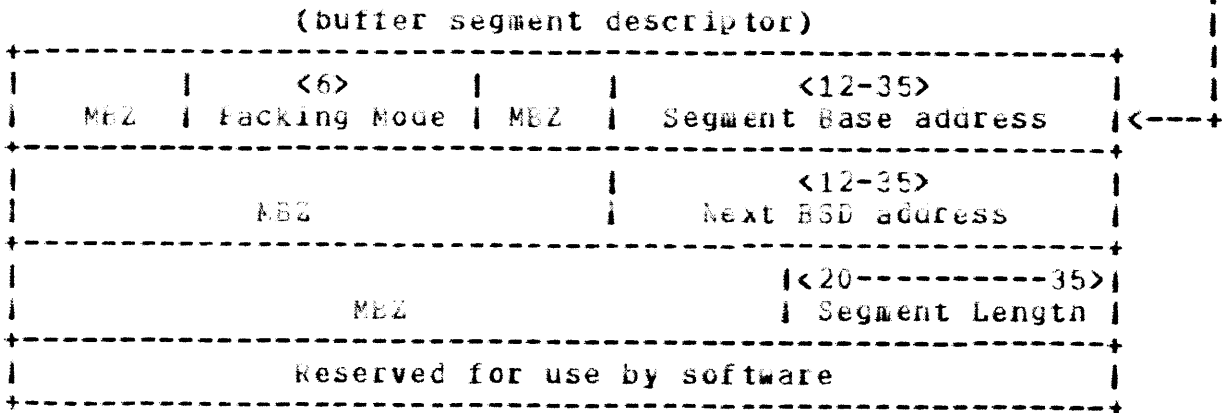 (buffer segment descriptor)
<6> <12-35>
MBZ Packing Mode MBZ Segment Base address
<12-35>
MBZ Next BSD address
<20----------35>
MBZ Segment Length
Reserved for use by software